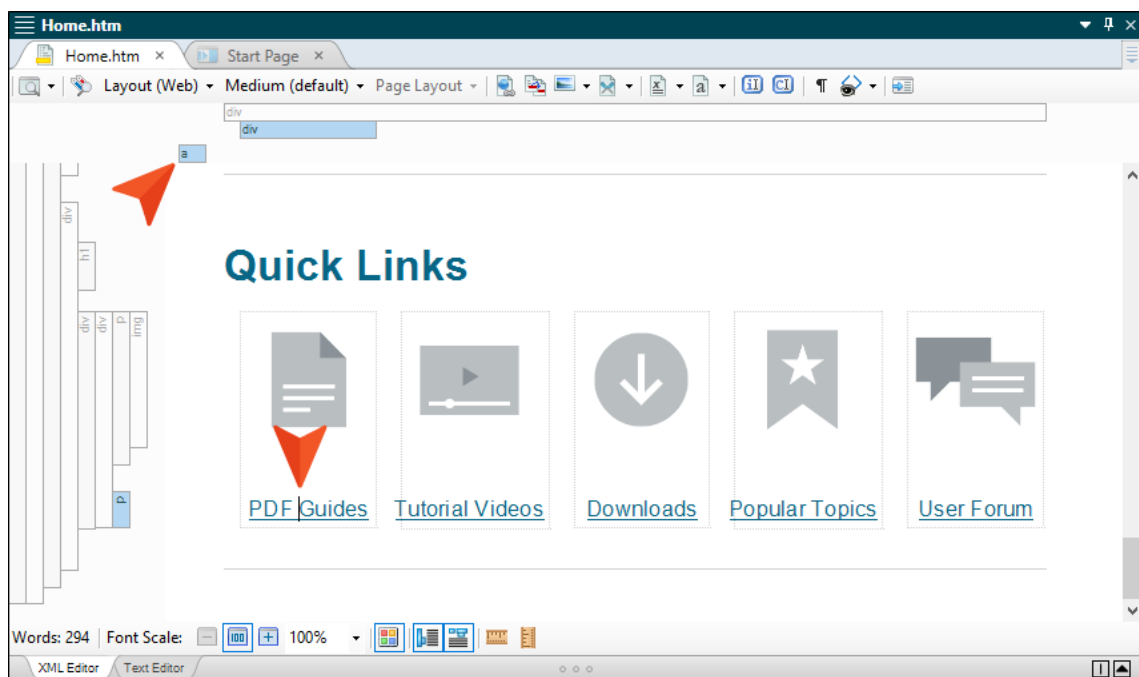 Home.htm
Home.htm × Start Page ×
Layout (Web) Medium (default) Page Layout
div
div
a
div
h1
div
div
p
img
p
Quick Links
PDF Guides Tutorial Videos Downloads Popular Topics User Forum
Words: 294 Font Scale: 100 100%
XML Editor Text Editor